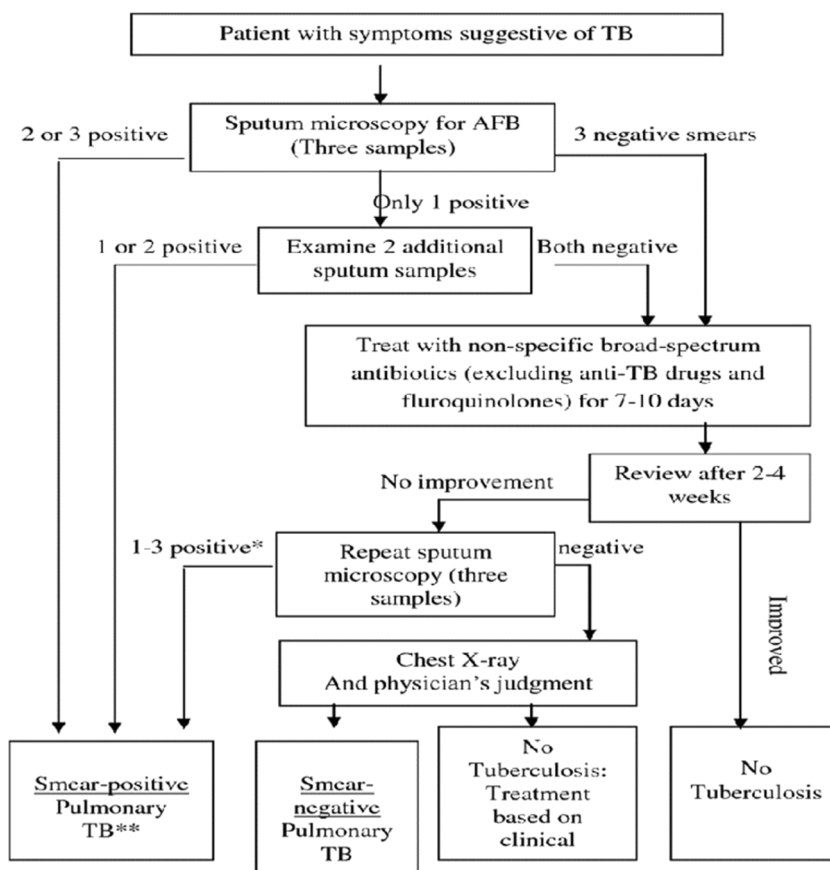 Patient with symptoms suggestive of TB
2 or 3 positive
Sputum microscopy for AFB
(Three samples)
3 negative smears
Only 1 positive
1 or 2 positive
Examine 2 additional
sputum samples
Both negative
Treat with non-specific broad-spectrum
antibiotics (excluding anti-TB drugs and
fluroquinolones) for 7-10 days
Review after 2-4
weeks
No improvement
1-3 positive*
Repeat sputum
microscopy (three
samples)
negative
Improved
Chest X-ray
And physician's judgment
Smear-positive
Pulmonary
TB**
Smear-
negative
Pulmonary
TB
No
Tuberculosis:
Treatment
based on
clinical
No
Tuberculosis